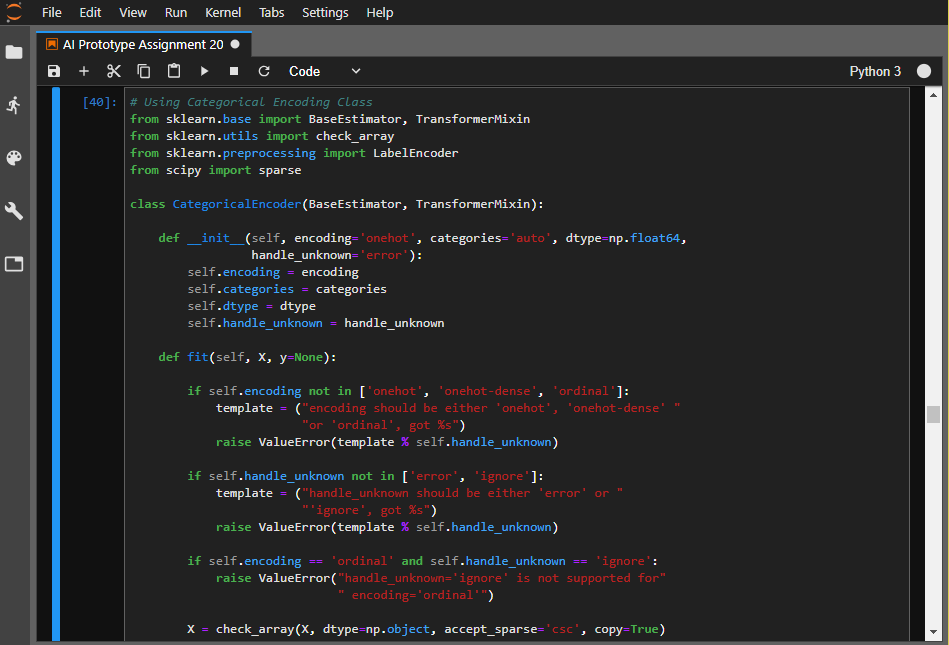 File Edit View Run Kernel Tabs Settings Help
AI Prototype Assignment 20
Code Python 3
[40]: # Using Categorical Encoding Class
from sklearn.base import BaseEstimator, TransformerMixin
from sklearn.utils import check_array
from sklearn.preprocessing import LabelEncoder
from scipy import sparse
class CategoricalEncoder(BaseEstimator, TransformerMixin):
def __init__(self, encoding='onehot', categories='auto', dtype=np.float64,
handle_unknown='error'):
self.encoding = encoding
self.categories = categories
self.dtype = dtype
self.handle_unknown = handle_unknown
def fit(self, X, y=None):
if self.encoding not in ['onehot', 'onehot-dense', 'ordinal']:
template = ("encoding should be either 'onehot', 'onehot-dense' "
"or 'ordinal', got %s")
raise ValueError(template % self.handle_unknown)
if self.handle_unknown not in ['error', 'ignore']:
template = ("handle_unknown should be either 'error' or "
"'ignore', got %s")
raise ValueError(template % self.handle_unknown)
if self.encoding == 'ordinal' and self.handle_unknown == 'ignore':
raise ValueError("handle_unknown='ignore' is not supported for"
" encoding='ordinal'")
X = check_array(X, dtype=np.object, accept_sparse='csc', copy=True)